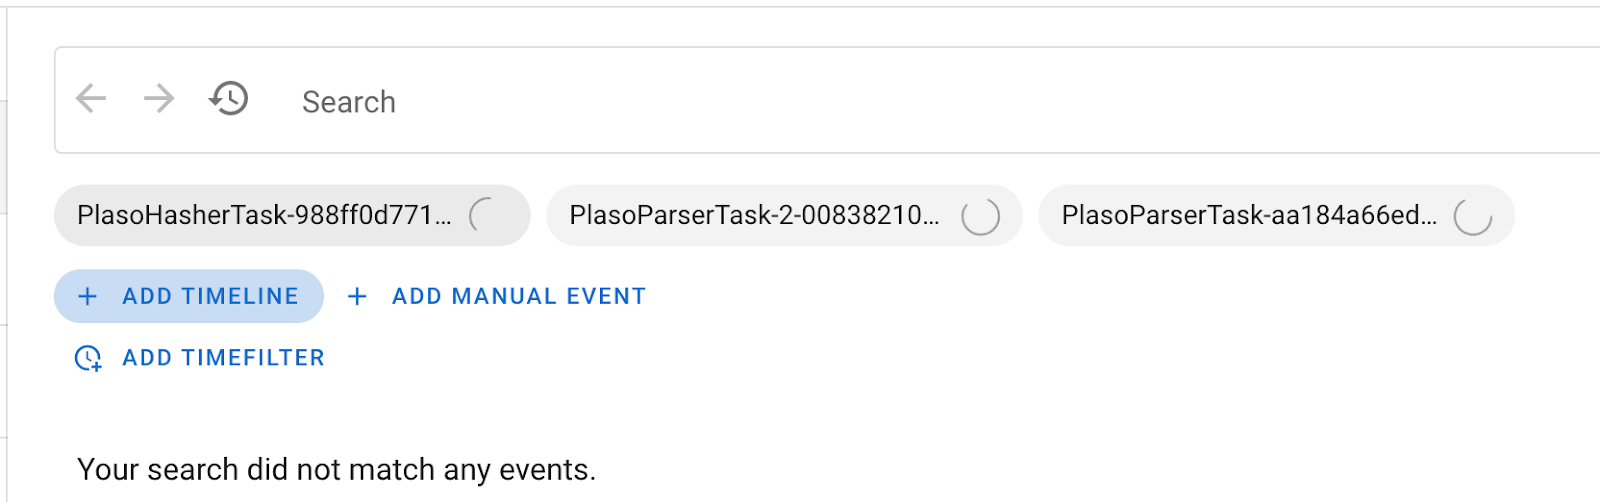 Search
PlasoHasherTask-988ff0d771... PlasoParserTask-2-00838210... PlasoParserTask-aa184a66ed...
+ ADD TIMELINE + ADD MANUAL EVENT
ADD TIMEFILTER
Your search did not match any events.